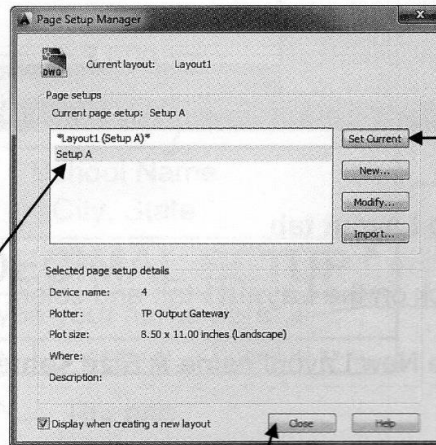 Page Setup Manager
DWG
Current layout: Layout1
Page setups
Current page setup: Setup A
*Layout1 (Setup A)*
Setup A
Set Current
New...
Modify...
Import...
Selected page setup details
Device name: 4
Plotter: TP Output Gateway
Plot size: 8.50 x 11.00 inches (Landscape)
Where:
Description:
Display when creating a new layout
Close
Help